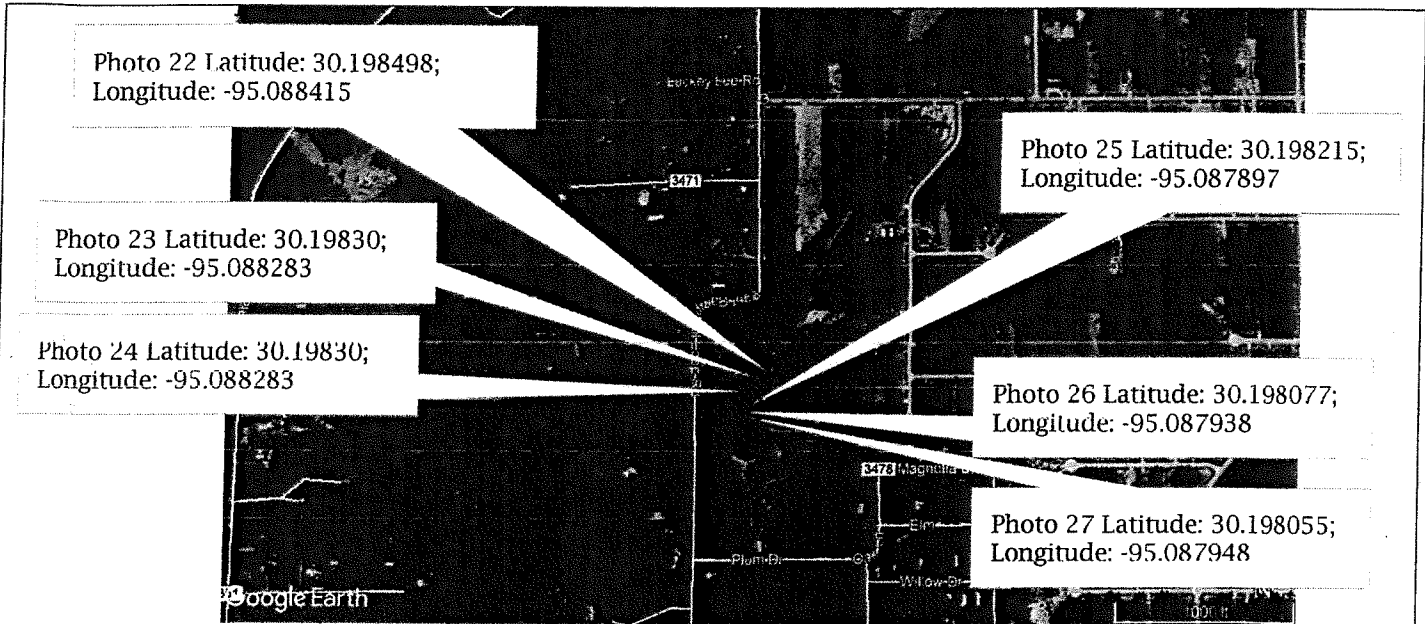 Photo 22 Latitude: 30.198498;
Longitude: -95.088415
Photo 25 Latitude: 30.198215;
Longitude: -95.087897
3471
Photo 23 Latitude: 30.19830;
Longitude: -95.088283
Photo 24 Latitude: 30.19830;
Longitude: -95.088283
Photo 26 Latitude: 30.198077;
Longitude: -95.087938
3478 Magnolia
Photo 27 Latitude: 30.198055;
Longitude: -95.087948
Elm
Plum Dr
Willow Dr
Google Earth
1000 ft